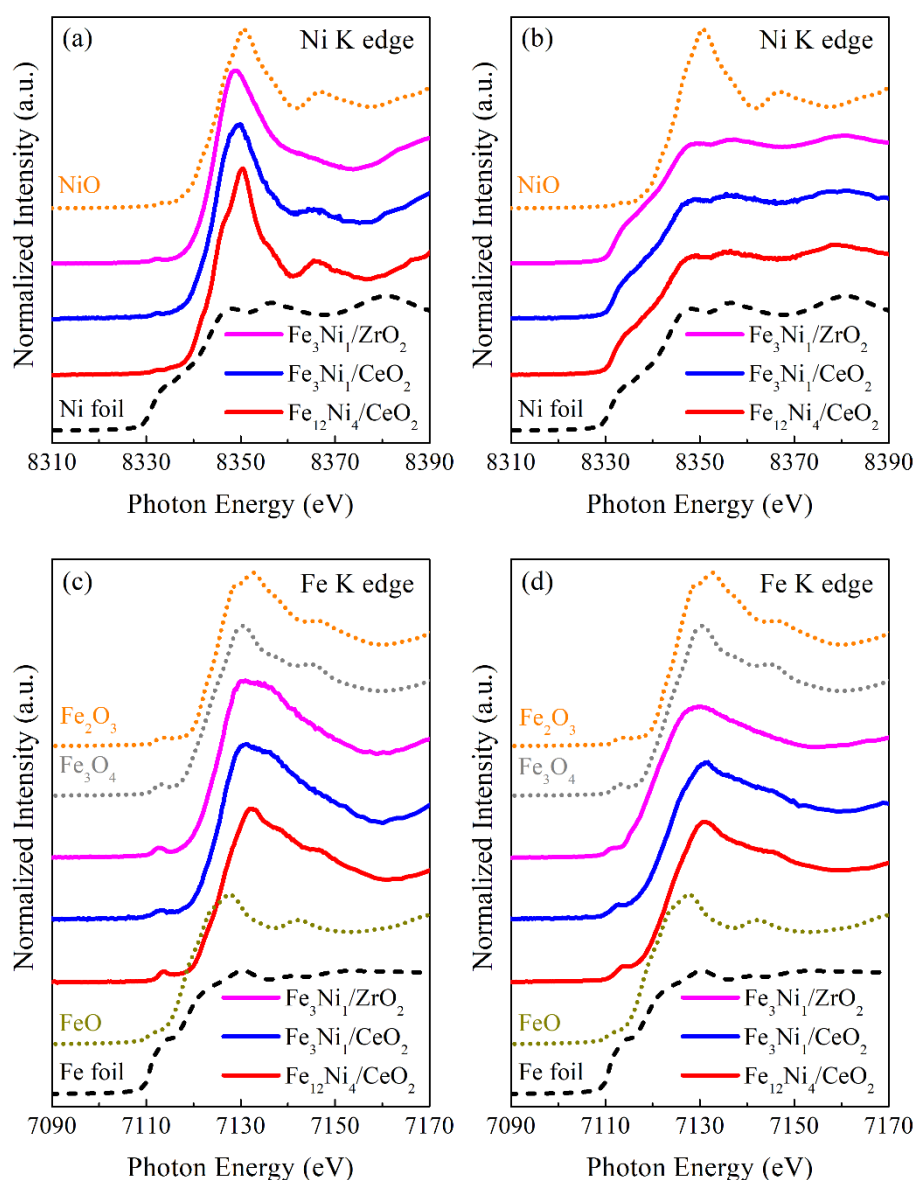 (a) Ni K edge
Normalized Intensity (a.u.)
NiO
Fe₃Ni₁/ZrO₂
Fe₃Ni₁/CeO₂
Ni foil
Fe₁₂Ni₄/CeO₂
8310 8330 8350 8370 8390
Photon Energy (eV)
(b) Ni K edge
Normalized Intensity (a.u.)
NiO
Fe₃Ni₁/ZrO₂
Fe₃Ni₁/CeO₂
Ni foil
Fe₁₂Ni₄/CeO₂
8310 8330 8350 8370 8390
Photon Energy (eV)
(c) Fe K edge
Normalized Intensity (a.u.)
Fe₂O₃
Fe₃O₄
FeO
Fe₃Ni₁/ZrO₂
Fe₃Ni₁/CeO₂
Fe foil
Fe₁₂Ni₄/CeO₂
7090 7110 7130 7150 7170
Photon Energy (eV)
(d) Fe K edge
Normalized Intensity (a.u.)
Fe₂O₃
Fe₃O₄
FeO
Fe₃Ni₁/ZrO₂
Fe₃Ni₁/CeO₂
Fe foil
Fe₁₂Ni₄/CeO₂
7090 7110 7130 7150 7170
Photon Energy (eV)